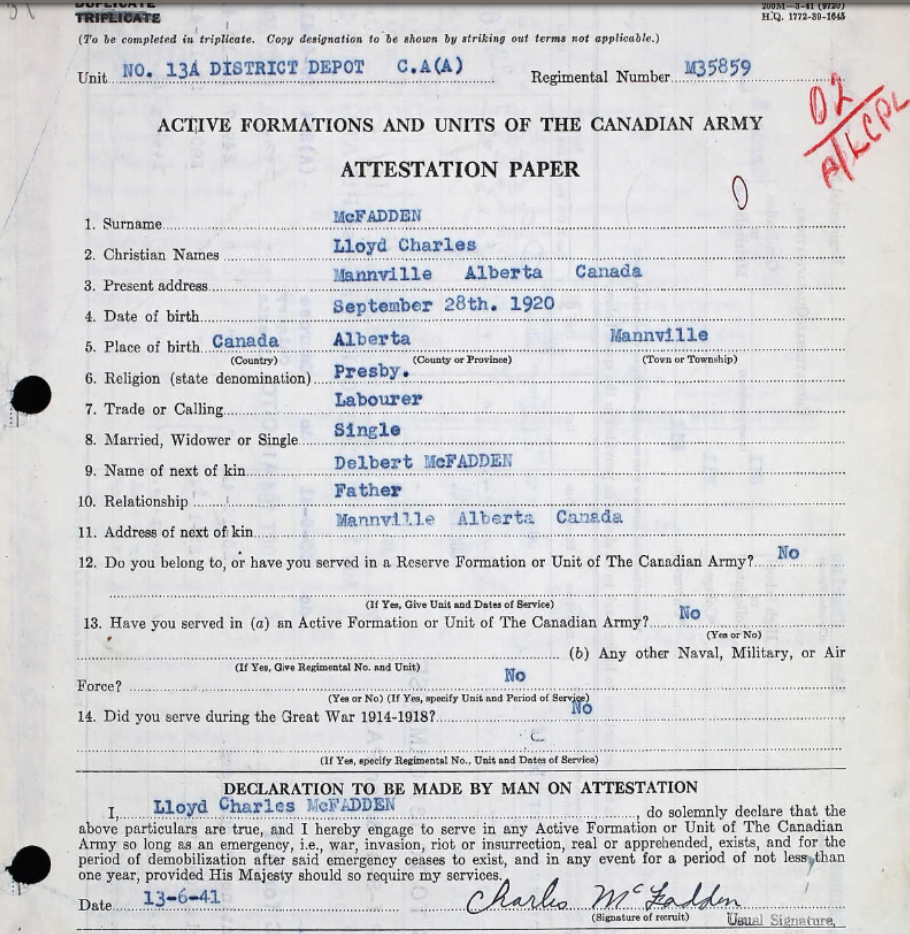 DUPLICATE
TRIPLICATE
200M—3-41 (9720)
H.Q. 1772-39-1645
(To be completed in triplicate. Copy designation to be shown by striking out terms not applicable.)
Unit NO. 13A DISTRICT DEPOT C.A(A) Regimental Number M35859
02
A/LCPL
ACTIVE FORMATIONS AND UNITS OF THE CANADIAN ARMY
ATTESTATION PAPER
1. Surname McFADDEN
2. Christian Names Lloyd Charles
3. Present address Mannville Alberta Canada
4. Date of birth September 28th. 1920
5. Place of birth Canada Alberta Mannville
(Country) (County or Province) (Town or Township)
6. Religion (state denomination) Presby.
7. Trade or Calling Labourer
8. Married, Widower or Single Single
9. Name of next of kin Delbert McFADDEN
10. Relationship Father
11. Address of next of kin Mannville Alberta Canada
12. Do you belong to, or have you served in a Reserve Formation or Unit of The Canadian Army? No
(If Yes, Give Unit and Dates of Service)
13. Have you served in (a) an Active Formation or Unit of The Canadian Army? No
(Yes or No)
(b) Any other Naval, Military, or Air
(If Yes, Give Regimental No. and Unit)
Force? No
(Yes or No) (If Yes, specify Unit and Period of Service)
14. Did you serve during the Great War 1914-1918? No
(If Yes, specify Regimental No., Unit and Dates of Service)
DECLARATION TO BE MADE BY MAN ON ATTESTATION
I, Lloyd Charles McFADDEN, do solemnly declare that the
above particulars are true, and I hereby engage to serve in any Active Formation or Unit of The Canadian
Army so long as an emergency, i.e., war, invasion, riot or insurrection, real or apprehended, exists, and for the
period of demobilization after said emergency ceases to exist, and in any event for a period of not less than
one year, provided His Majesty should so require my services.
Date 13-6-41 Charles McFadden
(Signature of recruit) Usual Signature.